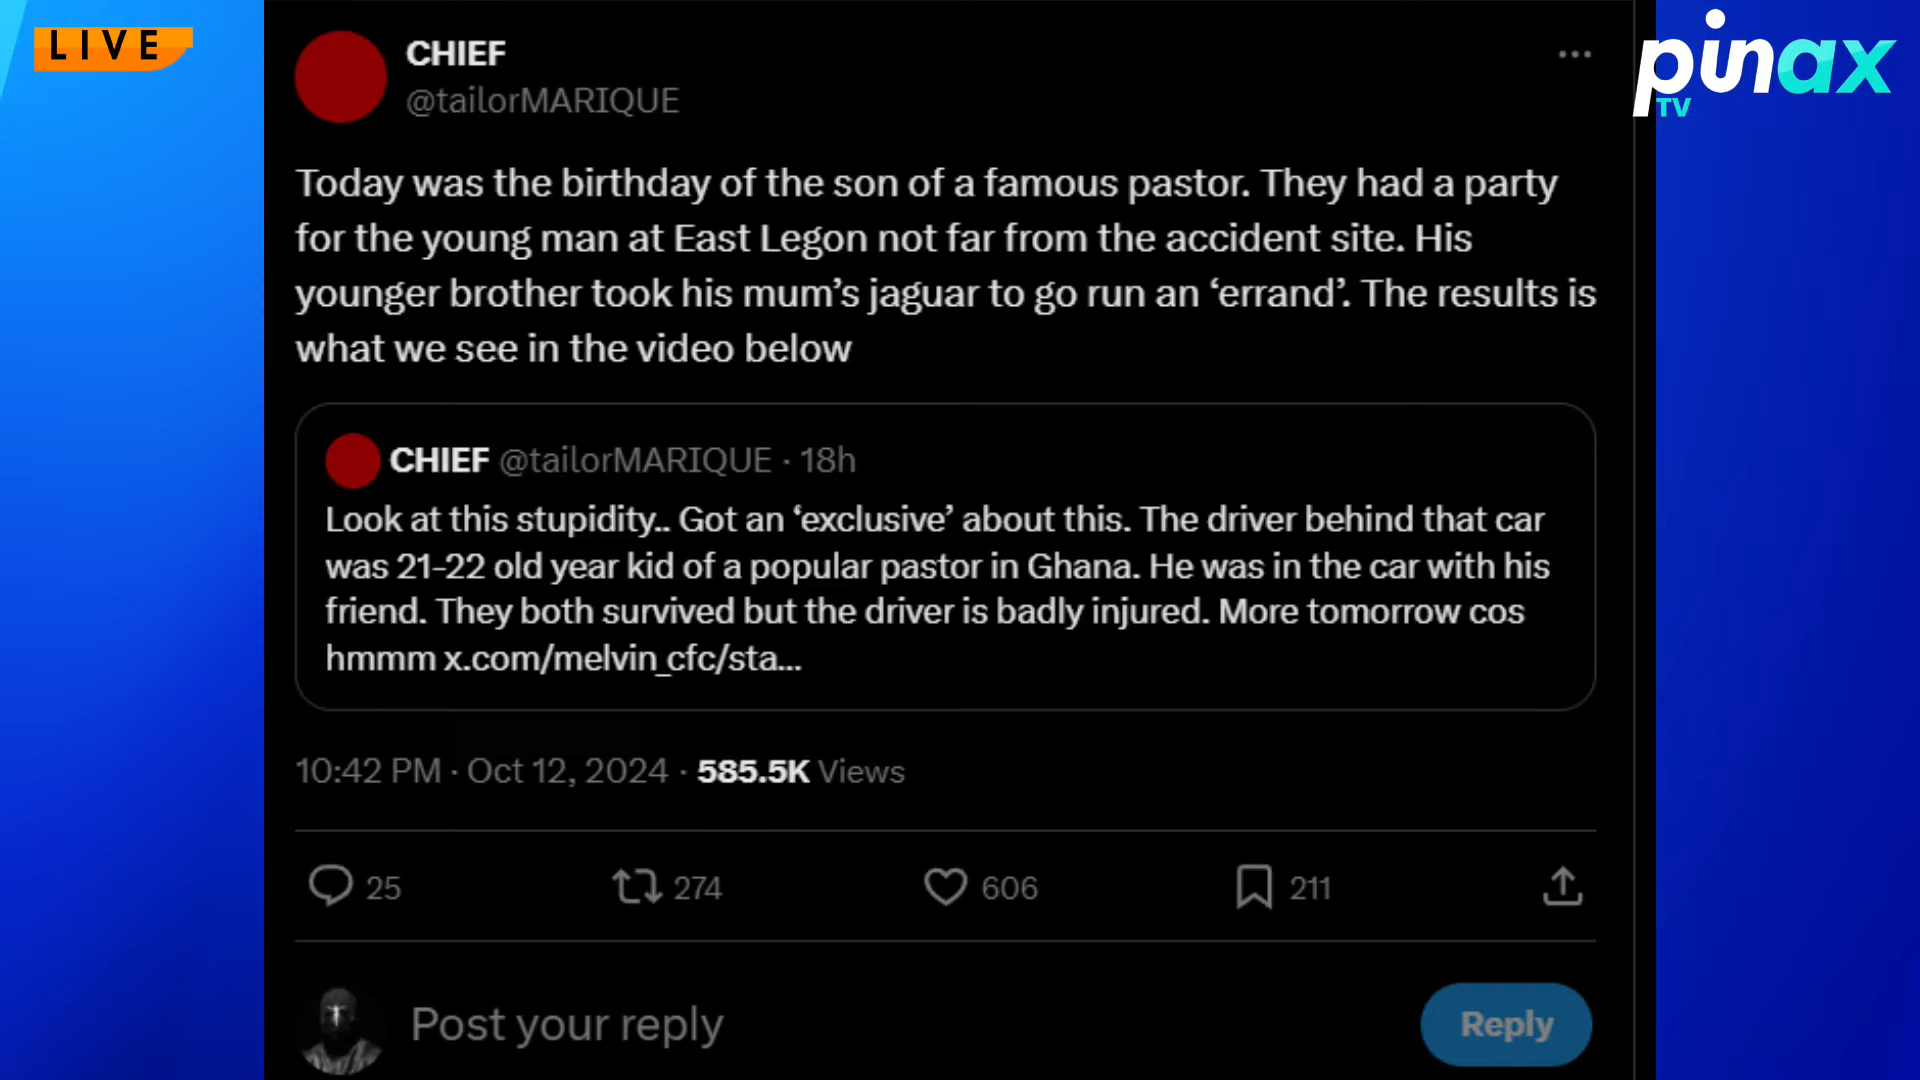 LIVE
pinax
TV
CHIEF
@tailorMARIQUE
Today was the birthday of the son of a famous pastor. They had a party
for the young man at East Legon not far from the accident site. His
younger brother took his mum’s jaguar to go run an ‘errand’. The results is
what we see in the video below
CHIEF @tailorMARIQUE · 18h
Look at this stupidity.. Got an ‘exclusive’ about this. The driver behind that car
was 21-22 old year kid of a popular pastor in Ghana. He was in the car with his
friend. They both survived but the driver is badly injured. More tomorrow cos
hmmm x.com/melvin_cfc/sta...
10:42 PM · Oct 12, 2024 · 585.5K Views
25 274 606 211
Post your reply
Reply